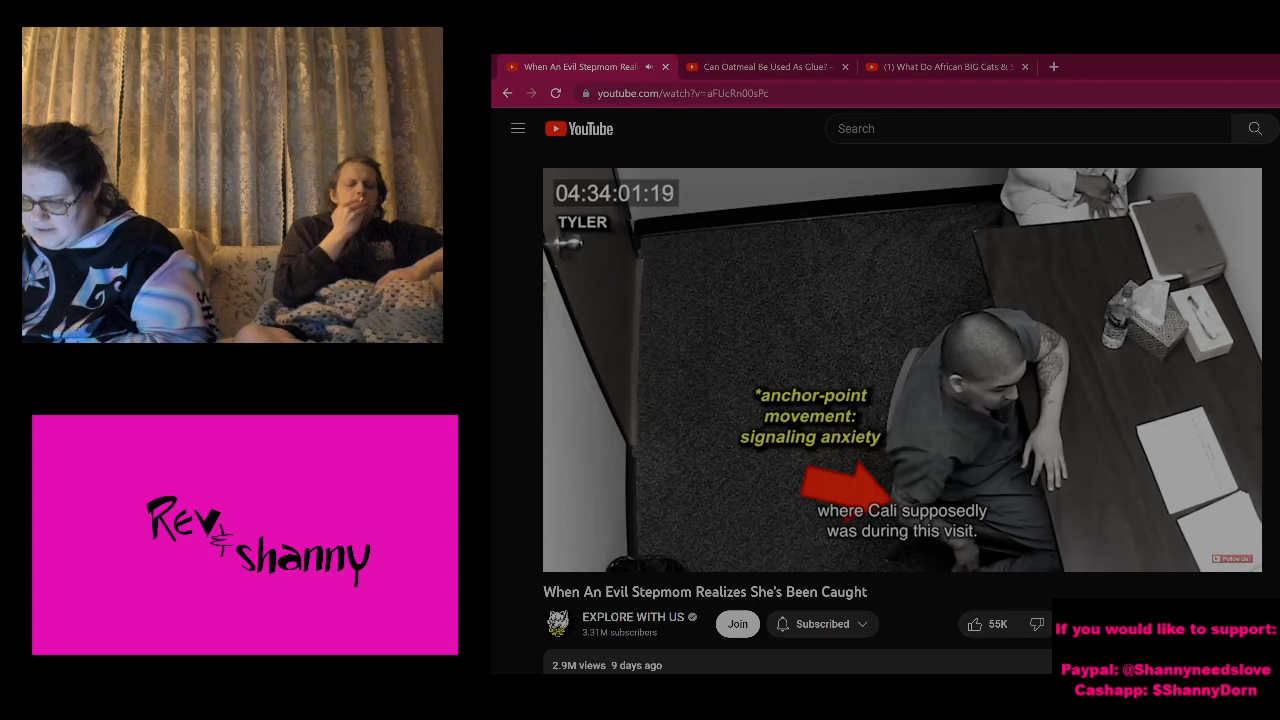 When An Evil Stepmom Reali
Can Oatmeal Be Used As Glue? -
(1) What Do African BIG Cats &
youtube.com/watch?v=aFUcRn00sPc
YouTube
Search
04:34:01:19
TYLER
*anchor-point
movement:
signaling anxiety
where Cali supposedly
was during this visit.
Follow Us
When An Evil Stepmom Realizes She's Been Caught
EXPLORE WITH US
3.31M subscribers
Join
Subscribed
55K
2.9M views 9 days ago
Rev
&
shanny
If you would like to support:
Paypal: @Shannyneedslove
Cashapp: $ShannyDorn